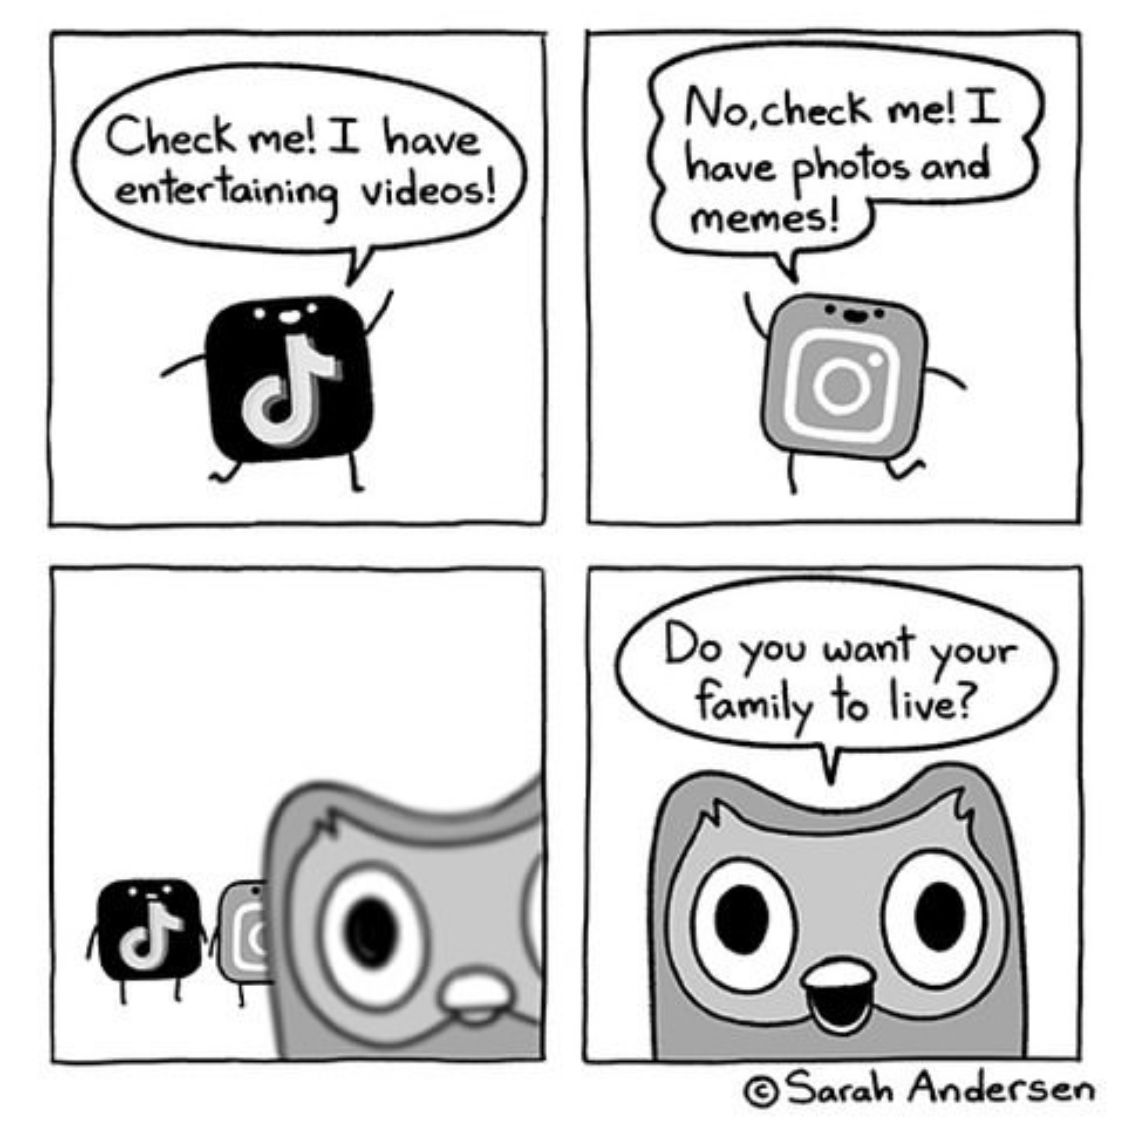 Check me! I have
entertaining videos!
No, check me! I
have photos and
memes!
Do you want your
family to live?
© Sarah Andersen